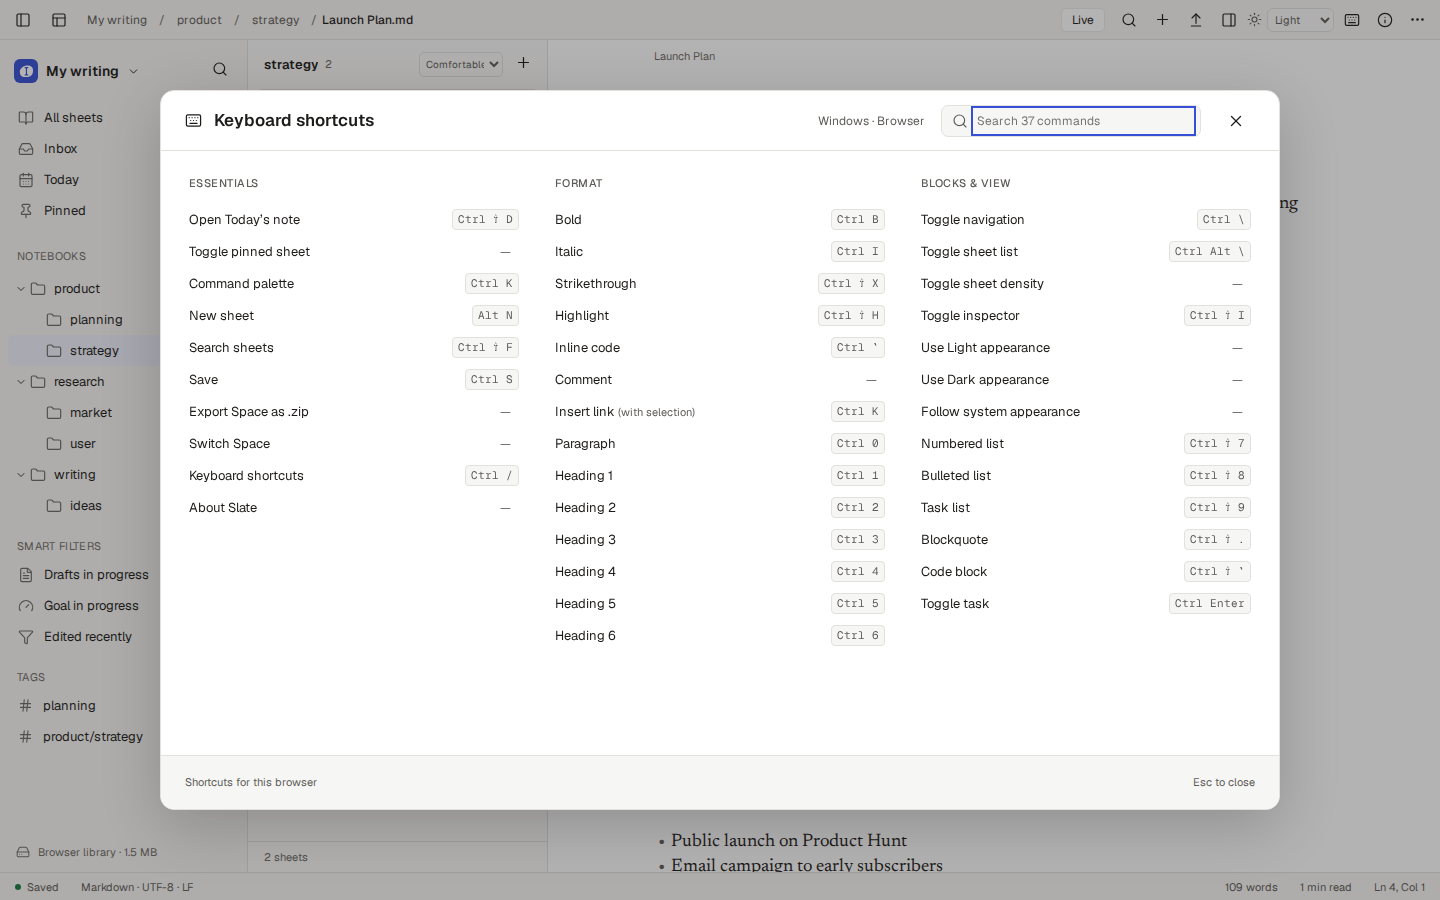 My writing / product / strategy / Launch Plan.md
Live
Light
My writing
strategy 2
Comfortable
Launch Plan
All sheets
Inbox
Today
Pinned
NOTEBOOKS
product
planning
strategy
research
market
user
writing
ideas
SMART FILTERS
Drafts in progress
Goal in progress
Edited recently
TAGS
# planning
# product/strategy
Browser library · 1.5 MB
Keyboard shortcuts
Windows · Browser
Search 37 commands
ESSENTIALS
Open Today's note Ctrl ⇧ D
Toggle pinned sheet —
Command palette Ctrl K
New sheet Alt N
Search sheets Ctrl ⇧ F
Save Ctrl S
Export Space as .zip —
Switch Space —
Keyboard shortcuts Ctrl /
About Slate —
FORMAT
Bold Ctrl B
Italic Ctrl I
Strikethrough Ctrl ⇧ X
Highlight Ctrl ⇧ H
Inline code Ctrl `
Comment —
Insert link (with selection) Ctrl K
Paragraph Ctrl 0
Heading 1 Ctrl 1
Heading 2 Ctrl 2
Heading 3 Ctrl 3
Heading 4 Ctrl 4
Heading 5 Ctrl 5
Heading 6 Ctrl 6
BLOCKS & VIEW
Toggle navigation Ctrl \
Toggle sheet list Ctrl Alt \
Toggle sheet density —
Toggle inspector Ctrl ⇧ I
Use Light appearance —
Use Dark appearance —
Follow system appearance —
Numbered list Ctrl ⇧ 7
Bulleted list Ctrl ⇧ 8
Task list Ctrl ⇧ 9
Blockquote Ctrl ⇧ .
Code block Ctrl ⇧ `
Toggle task Ctrl Enter
Shortcuts for this browser
Esc to close
ng
• Public launch on Product Hunt
• Email campaign to early subscribers
2 sheets
Saved
Markdown · UTF-8 · LF
109 words
1 min read
Ln 4, Col 1